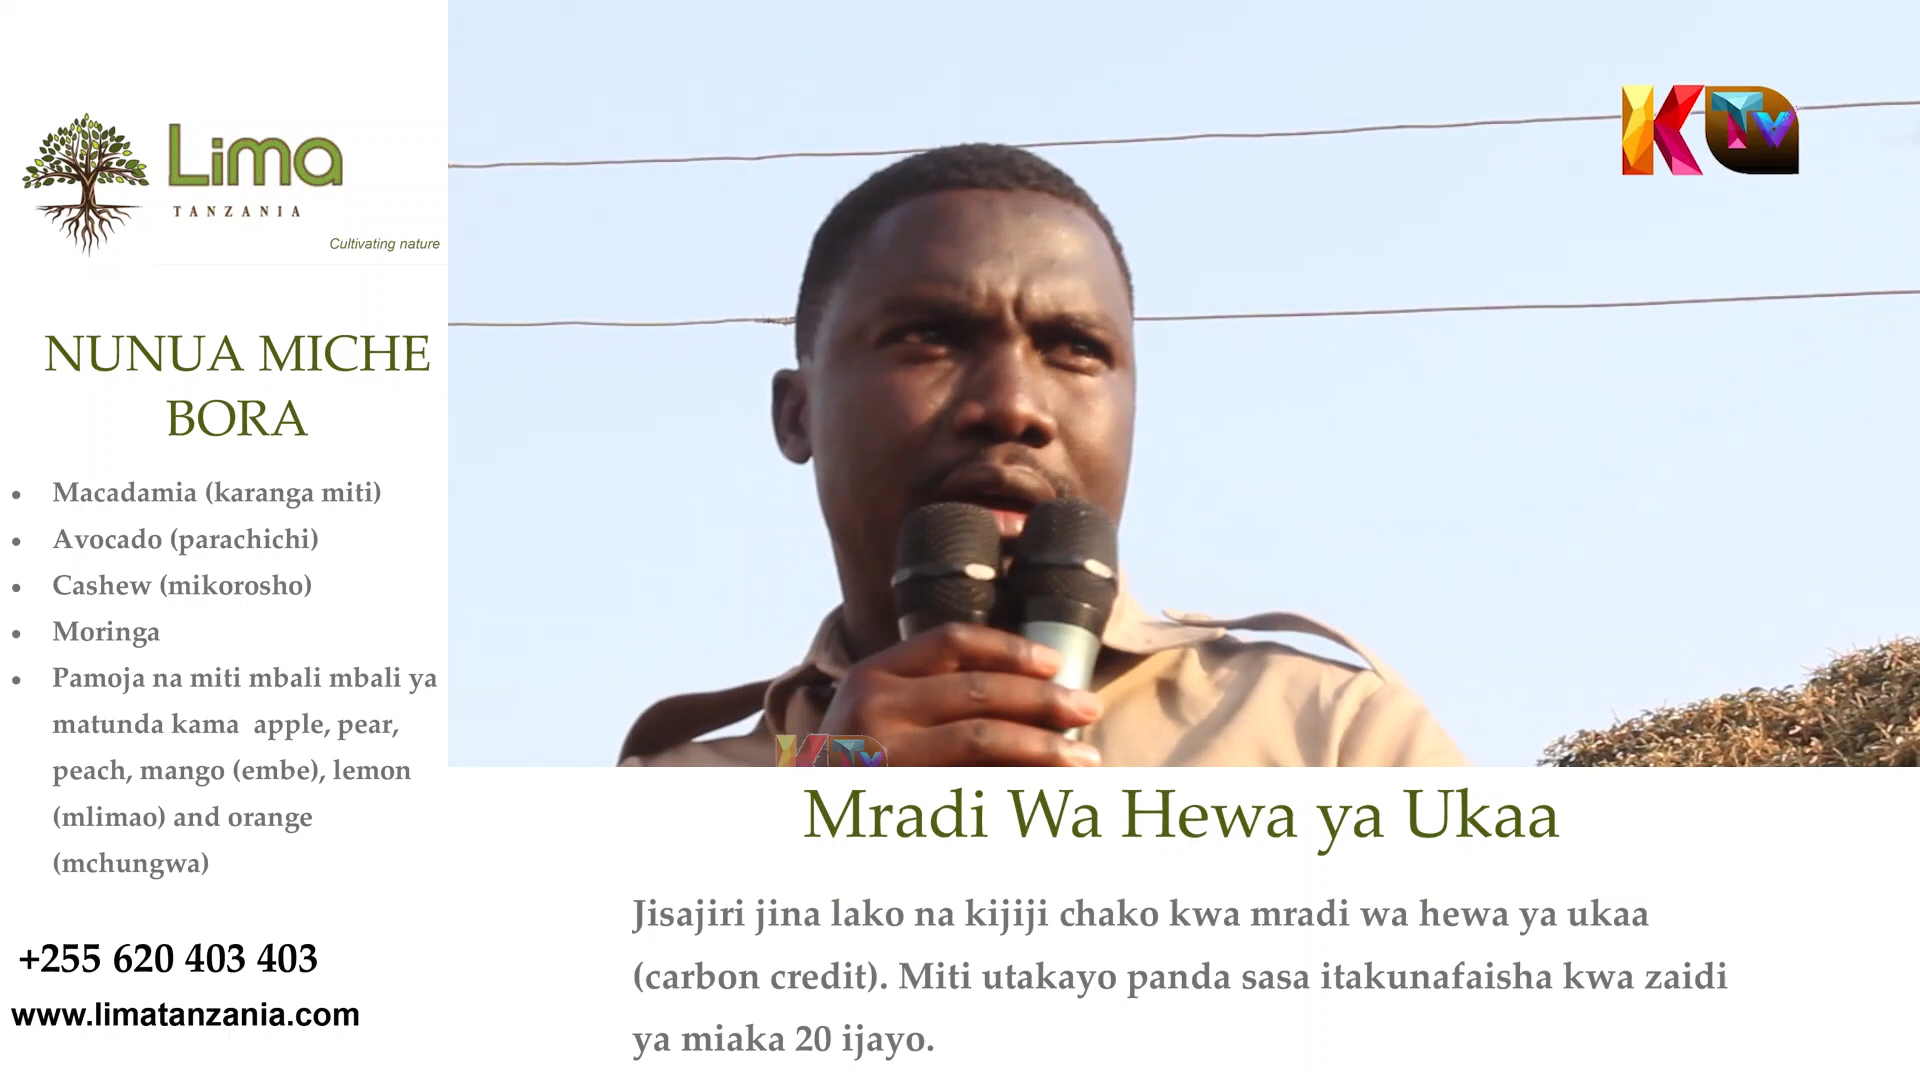 Lima
TANZANIA
Cultivating nature
NUNUA MICHE
BORA
• Macadamia (karanga miti)
• Avocado (parachichi)
• Cashew (mikorosho)
• Moringa
• Pamoja na miti mbali mbali ya
matunda kama apple, pear,
peach, mango (embe), lemon
(mlimao) and orange
(mchungwa)
+255 620 403 403
www.limatanzania.com
KTv
KTv
Mradi Wa Hewa ya Ukaa
Jisajiri jina lako na kijiji chako kwa mradi wa hewa ya ukaa
(carbon credit). Miti utakayo panda sasa itakunafaisha kwa zaidi
ya miaka 20 ijayo.